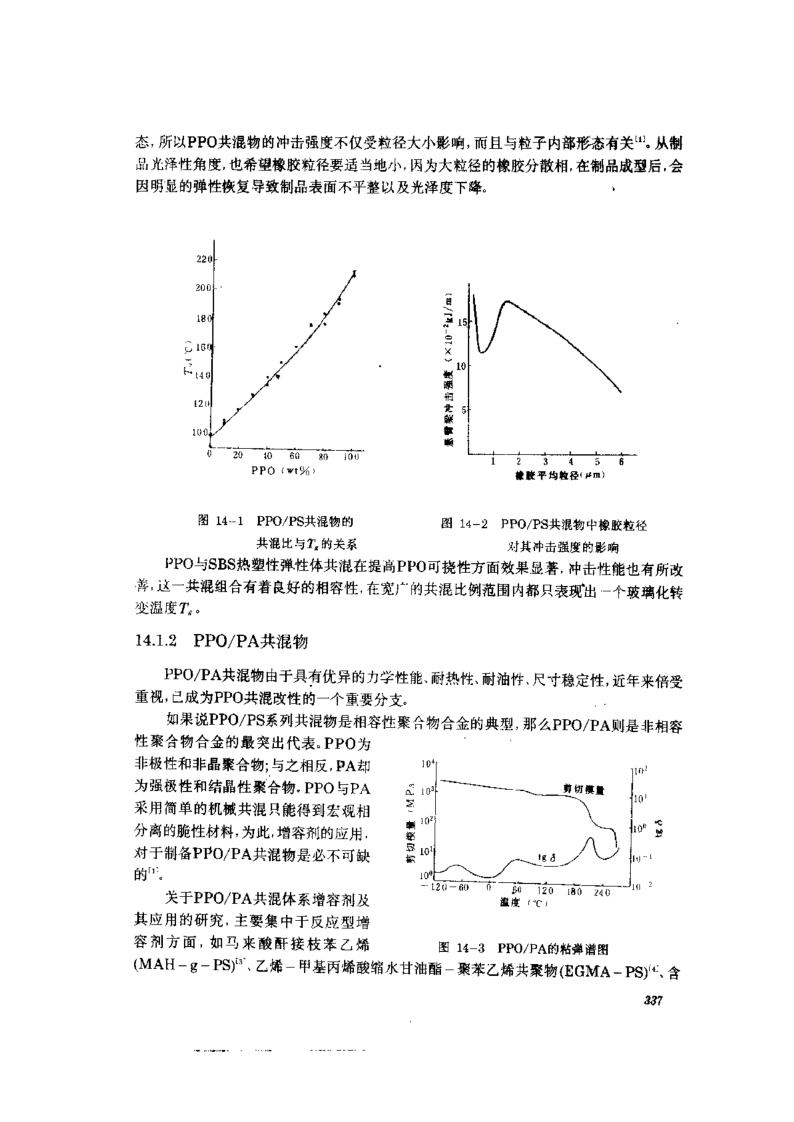 态,所以PPO共混物的冲击强度不仅受粒径大小影响,而且与粒子内部形态有关[1]。从制
品光泽性角度,也希望橡胶粒径要适当地小,因为大粒径的橡胶分散相,在制品成型后,会
因明显的弹性恢复导致制品表面不平整以及光泽度下降。
220
200
180
160
140
120
100
Tg(℃)
0 20 40 60 80 100
PPO (wt%)
悬臂梁冲击强度 (×10⁻²gJ/m)
15
10
5
1 2 3 4 5 6
橡胶平均粒径(μm)
图 14-1 PPO/PS共混物的
共混比与Tg的关系
图 14-2 PPO/PS共混物中橡胶粒径
对其冲击强度的影响
PPO与SBS热塑性弹性体共混在提高PPO可挠性方面效果显著,冲击性能也有所改
善,这一共混组合有着良好的相容性,在宽广的共混比例范围内都只表现出一个玻璃化转
变温度Tg。
14.1.2 PPO/PA共混物
PPO/PA共混物由于具有优异的力学性能、耐热性、耐油性、尺寸稳定性,近年来倍受
重视,已成为PPO共混改性的一个重要分支。
如果说PPO/PS系列共混物是相容性聚合物合金的典型,那么PPO/PA则是非相容
性聚合物合金的最突出代表。PPO为
非极性和非晶聚合物;与之相反,PA却
为强极性和结晶性聚合物。PPO与PA
采用简单的机械共混只能得到宏观相
分离的脆性材料,为此,增容剂的应用,
对于制备PPO/PA共混物是必不可缺
的[1]。
关于PPO/PA共混体系增容剂及
其应用的研究,主要集中于反应型增
容剂方面,如马来酸酐接枝苯乙烯
剪切模量 (MPa)
10⁴
10³
10²
10¹
10⁰
剪切模量
tgδ
10²
10¹
10⁰
10⁻¹
10⁻²
tgδ
-120 -60 0 60 120 180 240
温度 (℃)
图 14-3 PPO/PA的粘弹谱图
(MAH-g-PS)[3]、乙烯-甲基丙烯酸缩水甘油酯-聚苯乙烯共聚物(EGMA-PS)[4]、含
337